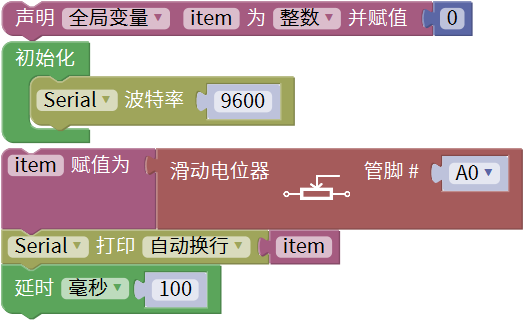 声明 全局变量 item 为 整数 并赋值 0
初始化
Serial 波特率 9600
item 赋值为 滑动电位器 管脚 # A0
Serial 打印 自动换行 item
延时 毫秒 100